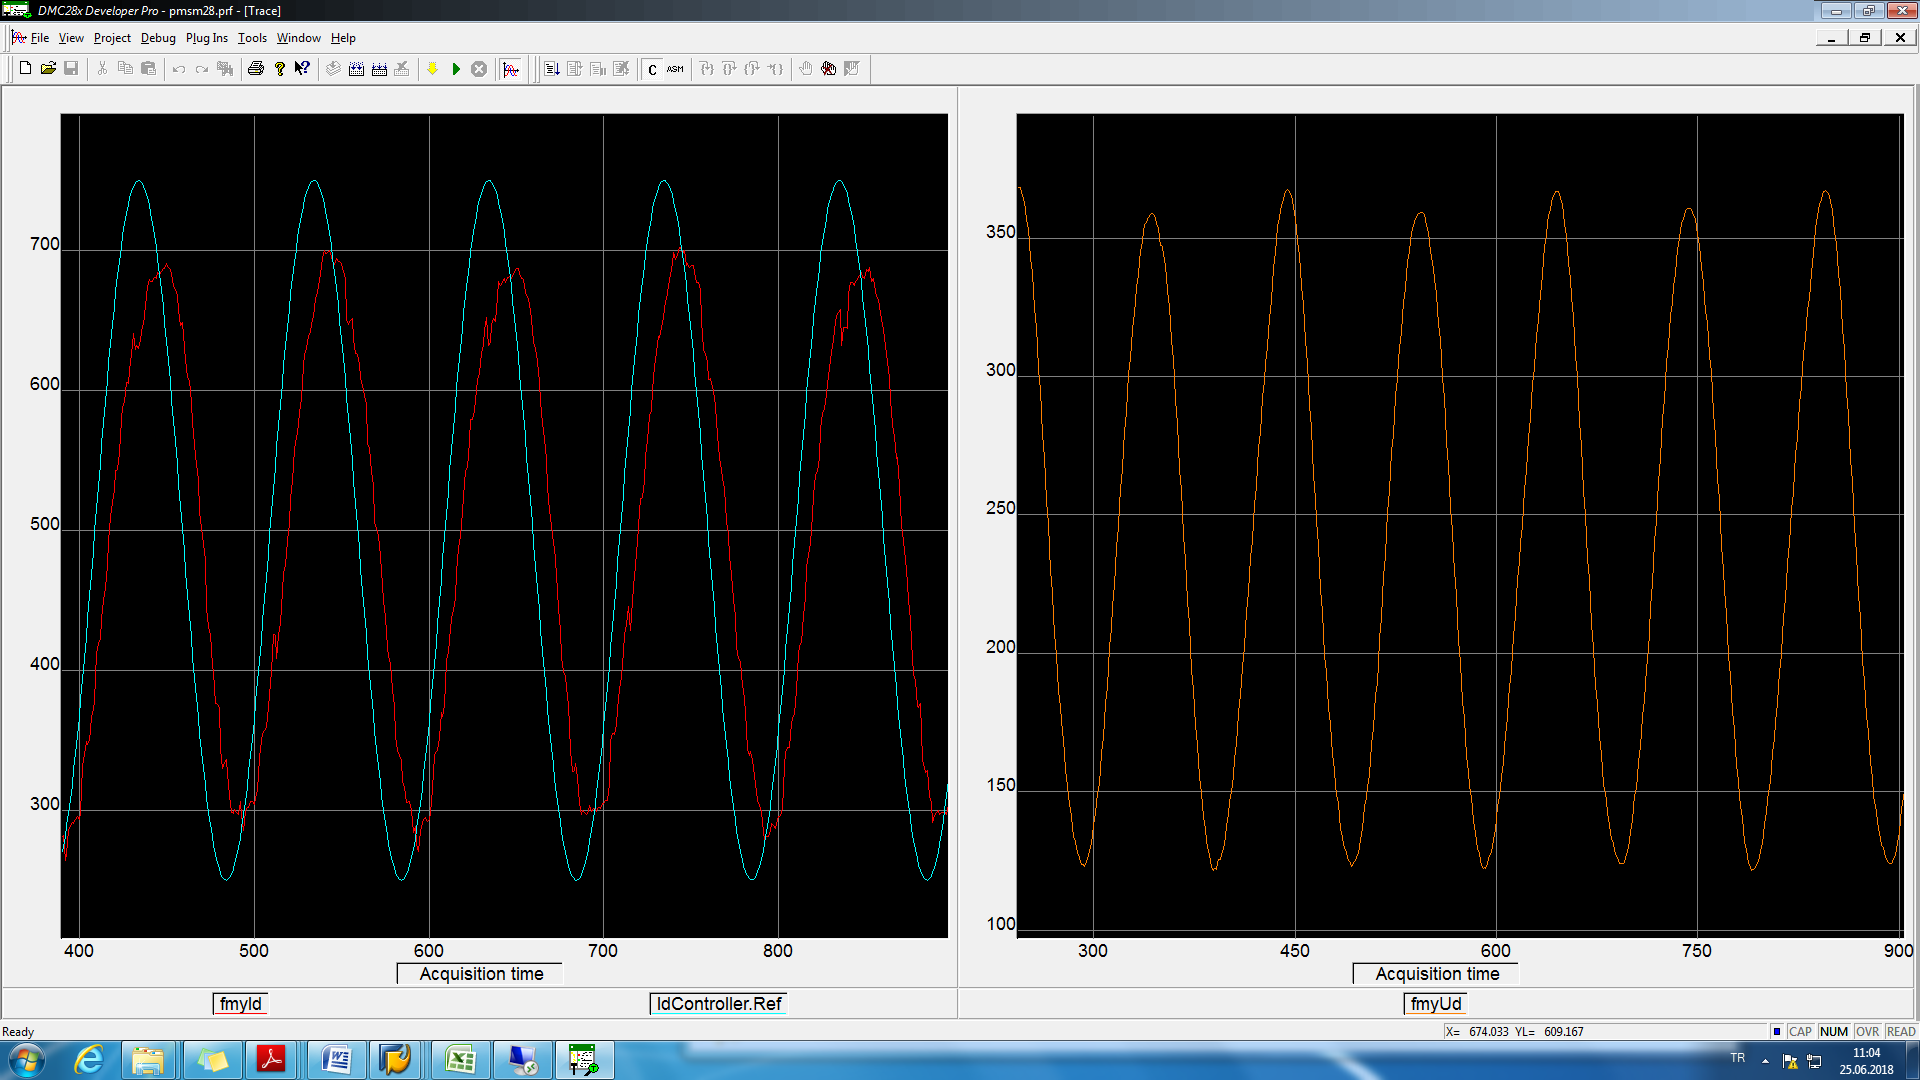 DMC28x Developer Pro - pmsm28.prf - [Trace]
File View Project Debug Plug Ins Tools Window Help
C ASM
700
600
500
400
300
400 500 600 700 800
Acquisition time
fmyId IdController.Ref
350
300
250
200
150
100
300 450 600 750 900
Acquisition time
fmyUd
Ready X= 674.033 YL= 609.167 CAP NUM OVR READ
TR 11:04
25.06.2018